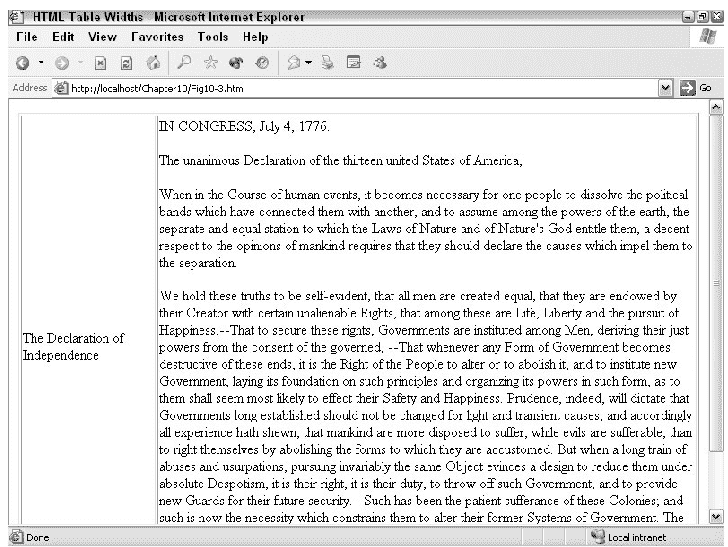 HTML Table Widths - Microsoft Internet Explorer
File Edit View Favorites Tools Help
Address http://localhost/Chapter10/Fig10-3.htm Go
IN CONGRESS, July 4, 1776.
The unanimous Declaration of the thirteen united States of America,
When in the Course of human events, it becomes necessary for one people to dissolve the political
bands which have connected them with another, and to assume among the powers of the earth, the
separate and equal station to which the Laws of Nature and of Nature's God entitle them, a decent
respect to the opinions of mankind requires that they should declare the causes which impel them to
the separation.
We hold these truths to be self-evident, that all men are created equal, that they are endowed by
their Creator with certain unalienable Rights, that among these are Life, Liberty and the pursuit of
Happiness.--That to secure these rights, Governments are instituted among Men, deriving their just
powers from the consent of the governed, --That whenever any Form of Government becomes
destructive of these ends, it is the Right of the People to alter or to abolish it, and to institute new
Government, laying its foundation on such principles and organizing its powers in such form, as to
them shall seem most likely to effect their Safety and Happiness. Prudence, indeed, will dictate that
Governments long established should not be changed for light and transient causes; and accordingly
all experience hath shewn, that mankind are more disposed to suffer, while evils are sufferable, than
to right themselves by abolishing the forms to which they are accustomed. But when a long train of
abuses and usurpations, pursuing invariably the same Object evinces a design to reduce them under
absolute Despotism, it is their right, it is their duty, to throw off such Government, and to provide
new Guards for their future security. Such has been the patient sufferance of these Colonies; and
such is now the necessity which constrains them to alter their former Systems of Government. The
The Declaration of
Independence
Done Local intranet